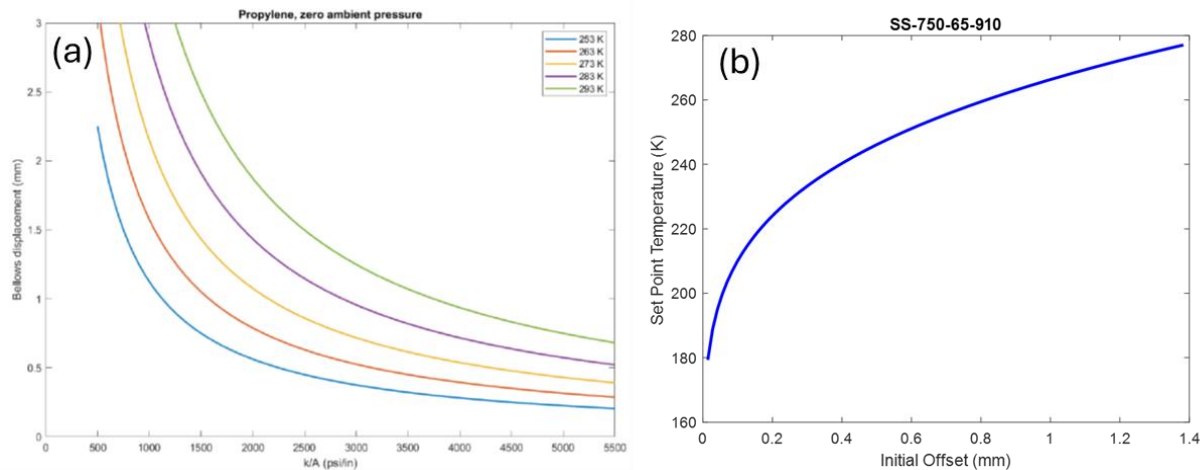 Propylene, zero ambient pressure
(a)
253 K
263 K
273 K
283 K
293 K
3
2.5
2
1.5
1
0.5
0
Bellows displacement (mm)
0
500
1000
1500
2000
2500
3000
3500
4000
4500
5000
5500
k/A (psi/in)
SS-750-65-910
(b)
280
260
240
220
200
180
160
Set Point Temperature (K)
0
0.2
0.4
0.6
0.8
1
1.2
1.4
Initial Offset (mm)